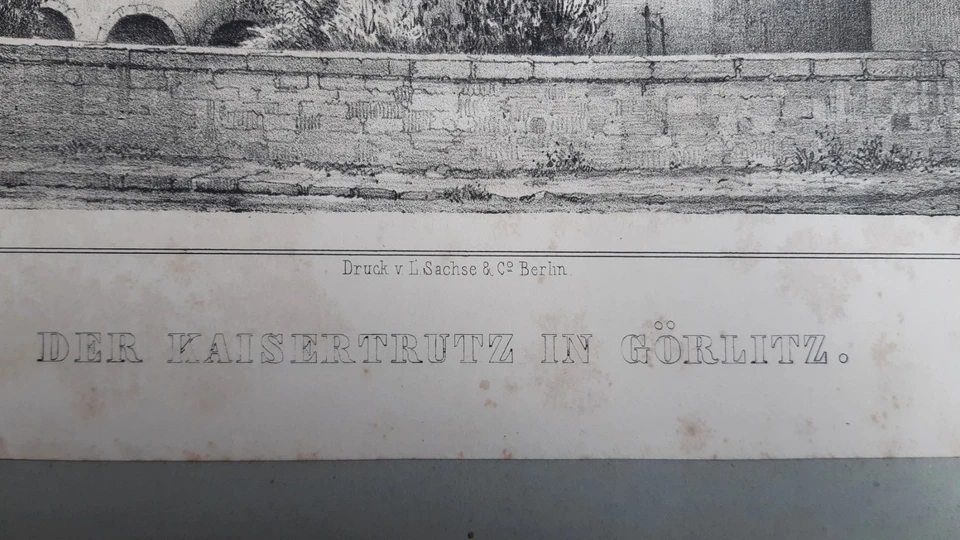 Druck v. L. Sachse & Co. Berlin.
DER KAISERTRUTZ IN GÖRLITZ.